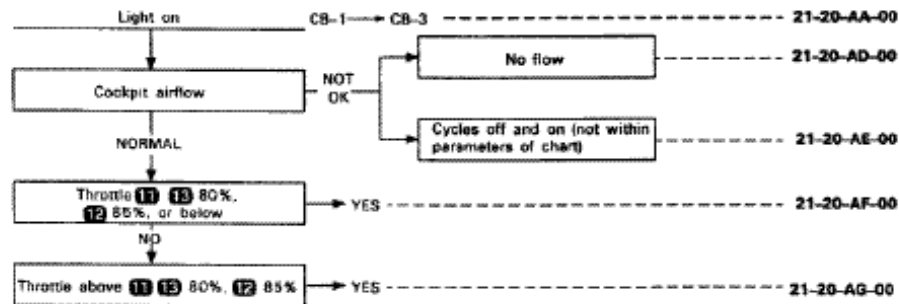 Light on CB-1 CB-3 21-20-AA-00
No flow 21-20-AD-00
Cockpit airflow NOT OK
Cycles off and on (not within
parameters of chart) 21-20-AE-00
NORMAL
Throttle 11 13 80%,
12 85%, or below YES 21-20-AF-00
NO
Throttle above 11 13 80%, 12 85% YES 21-20-AG-00